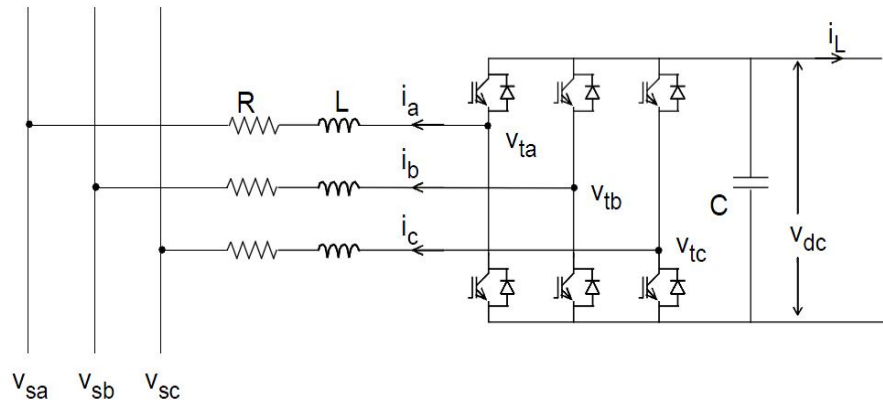 i_L
R
L
i_a
v_ta
i_b
v_tb
C
v_dc
i_c
v_tc
v_sa v_sb v_sc